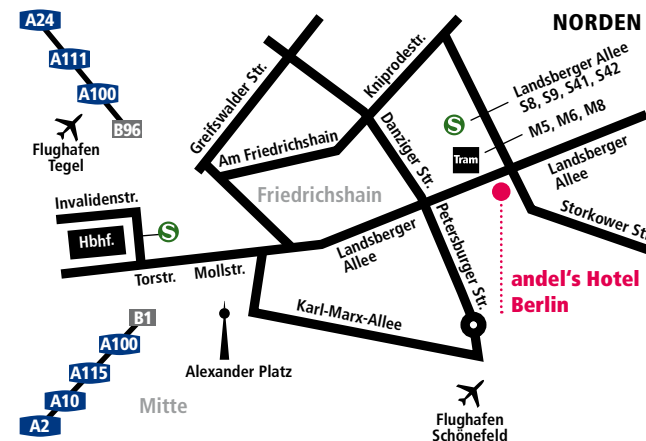 A24
A111
A100
B96
Flughafen
Tegel
NORDEN
Landsberger Allee
S8, S9, S41, S42
S
M5, M6, M8
Tram
Greifswalder Str.
Kniprodestr.
Am Friedrichshain
Danziger Str.
Friedrichshain
Landsberger
Allee
Storkower Str
Invalidenstr.
Hbhf.
S
Torstr.
Mollstr.
Landsberger
Allee
Petersburger Str.
andel's Hotel
Berlin
Karl-Marx-Allee
Alexander Platz
B1
A100
A115
A10
A2
Mitte
Flughafen
Schönefeld